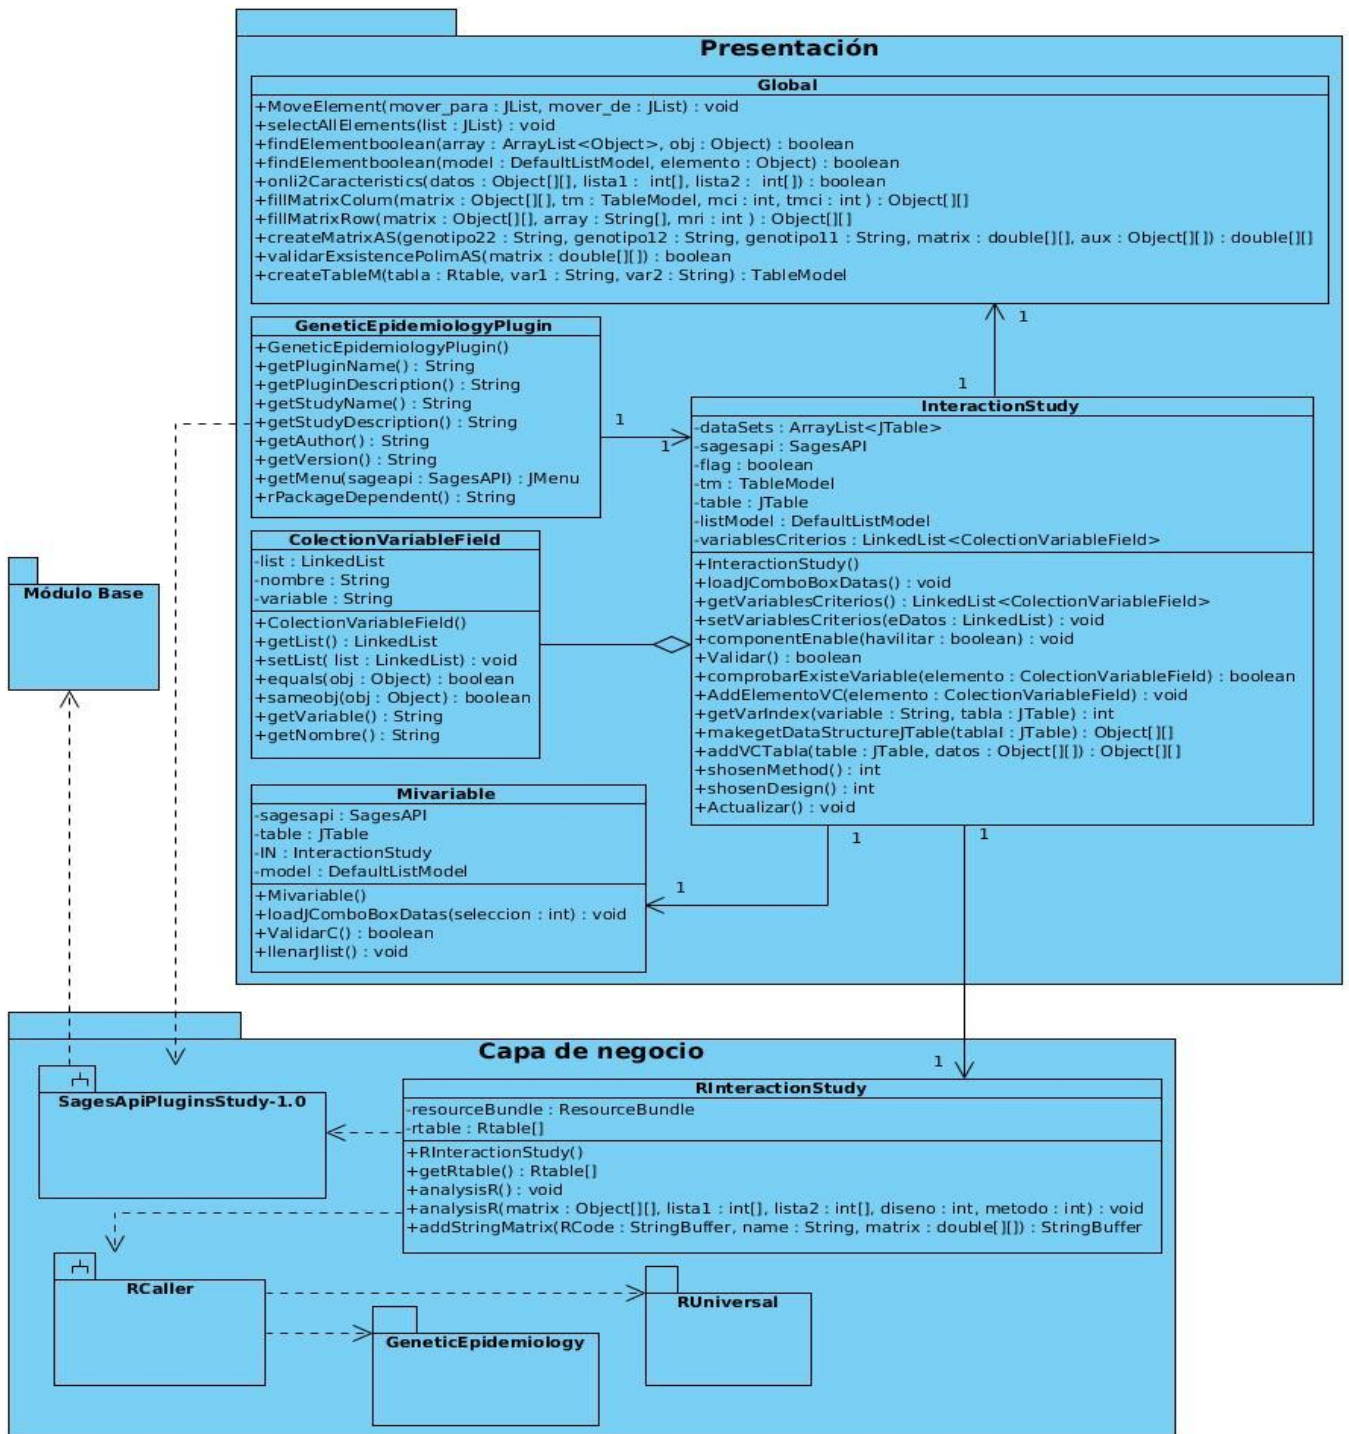 Presentación
Global
+MoveElement(mover_para : JList, mover_de : JList) : void
+selectAllElements(list : JList) : void
+findElementboolean(array : ArrayList<Object>, obj : Object) : boolean
+findElementboolean(model : DefaultListModel, elemento : Object) : boolean
+onli2Caracteristics(datos : Object[][], lista1 : int[], lista2 : int[]) : boolean
+fillMatrixColum(matrix : Object[][], tm : TableModel, mci : int, tmci : int ) : Object[][]
+fillMatrixRow(matrix : Object[][], array : String[], mri : int ) : Object[][]
+createMatrixAS(genotipo22 : String, genotipo12 : String, genotipo11 : String, matrix : double[][], aux : Object[][]) : double[][]
+validarExsistencePolimAS(matrix : double[][]) : boolean
+createTableM(tabla : Rtable, var1 : String, var2 : String) : TableModel
1
1
GeneticEpidemiologyPlugin
+GeneticEpidemiologyPlugin()
+getPluginName() : String
+getPluginDescription() : String
+getStudyName() : String
+getStudyDescription() : String
+getAuthor() : String
+getVersion() : String
+getMenu(sageapi : SagesAPI) : JMenu
+rPackageDependent() : String
1
1
InteractionStudy
-dataSets : ArrayList<JTable>
-sagesapi : SagesAPI
-flag : boolean
-tm : TableModel
-table : JTable
-listModel : DefaultListModel
-variablesCriterios : LinkedList<ColectionVariableField>
+InteractionStudy()
+loadJComboBoxDatas() : void
+getVariablesCriterios() : LinkedList<ColectionVariableField>
+setVariablesCriterios(eDatos : LinkedList) : void
+componentEnable(havilitar : boolean) : void
+Validar() : boolean
+comprobarExisteVariable(elemento : ColectionVariableField) : boolean
+AddElementoVC(elemento : ColectionVariableField) : void
+getVarIndex(variable : String, tabla : JTable) : int
+makegetDataStructureJTable(tablaI : JTable) : Object[][]
+addVCTabla(table : JTable, datos : Object[][]) : Object[][]
+shosenMethod() : int
+shosenDesign() : int
+Actualizar() : void
ColectionVariableField
-list : LinkedList
-nombre : String
-variable : String
+ColectionVariableField()
+getList() : LinkedList
+setList( list : LinkedList) : void
+equals(obj : Object) : boolean
+sameobj(obj : Object) : boolean
+getVariable() : String
+getNombre() : String
Módulo Base
Mivariable
-sagesapi : SagesAPI
-table : JTable
-IN : InteractionStudy
-model : DefaultListModel
+Mivariable()
+loadJComboBoxDatas(seleccion : int) : void
+ValidarC() : boolean
+llenarJlist() : void
1
1
1
1
Capa de negocio
SagesApiPluginsStudy-1.0
RInteractionStudy
-resourceBundle : ResourceBundle
-rtable : Rtable[]
+RInteractionStudy()
+getRtable() : Rtable[]
+analysisR() : void
+analysisR(matrix : Object[][], lista1 : int[], lista2 : int[], diseno : int, metodo : int) : void
+addStringMatrix(RCode : StringBuffer, name : String, matrix : double[][]) : StringBuffer
RCaller
RUniversal
GeneticEpidemiology